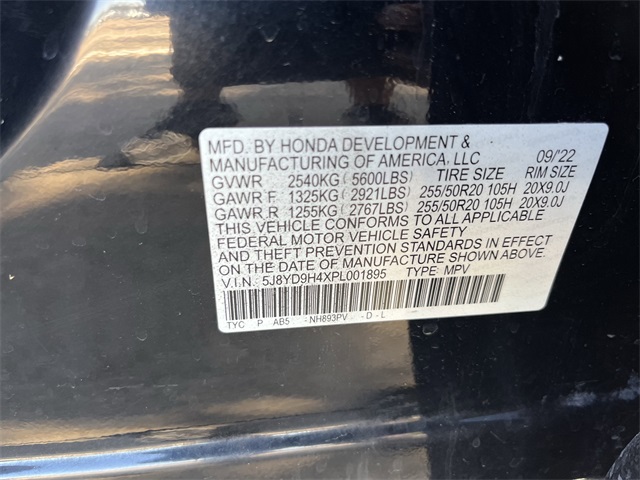 MFD. BY HONDA DEVELOPMENT &
MANUFACTURING OF AMERICA, LLC 09/'22
GVWR 2540KG (5600LBS) TIRE SIZE RIM SIZE
GAWR F 1325KG (2921LBS) 255/50R20 105H 20X9.0J
GAWR R 1255KG (2767LBS) 255/50R20 105H 20X9.0J
THIS VEHICLE CONFORMS TO ALL APPLICABLE
FEDERAL MOTOR VEHICLE SAFETY
AND THEFT PREVENTION STANDARDS IN EFFECT
ON THE DATE OF MANUFACTURE SHOWN ABOVE.
V.I.N.: 5J8YD9H4XPL001895 TYPE: MPV
TYC P AB5 -NH893PV -D-L